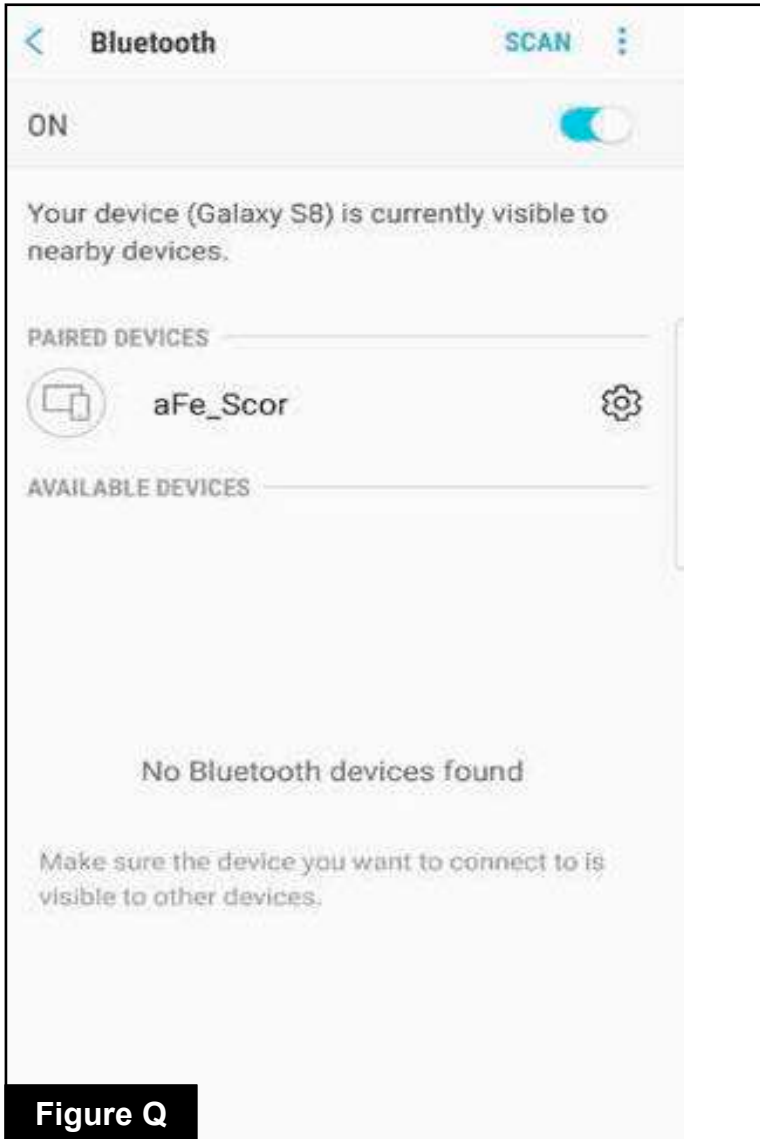 Bluetooth SCAN
ON
Your device (Galaxy S8) is currently visible to
nearby devices.
PAIRED DEVICES
aFe_Scor
AVAILABLE DEVICES
No Bluetooth devices found
Make sure the device you want to connect to is
visible to other devices.
Figure Q